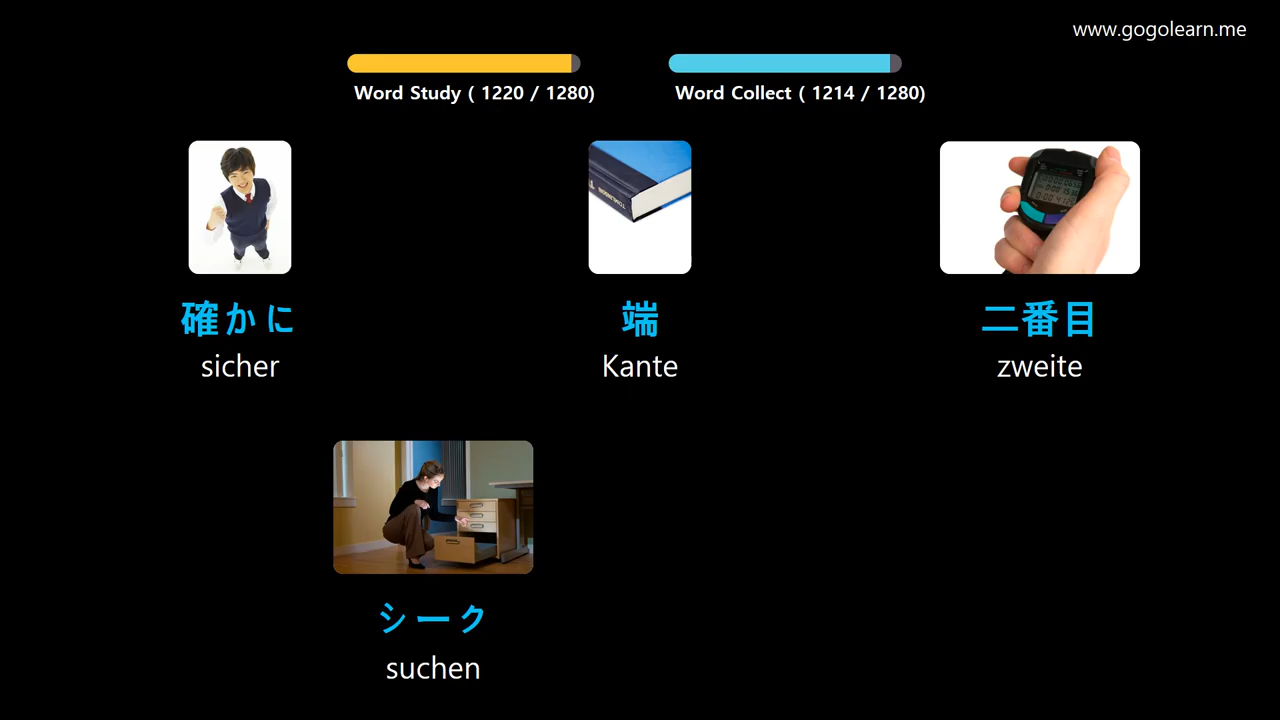 www.gogolearn.me
Word Study ( 1220 / 1280)
Word Collect ( 1214 / 1280)
確かに
sicher
端
Kante
二番目
zweite
シーク
suchen